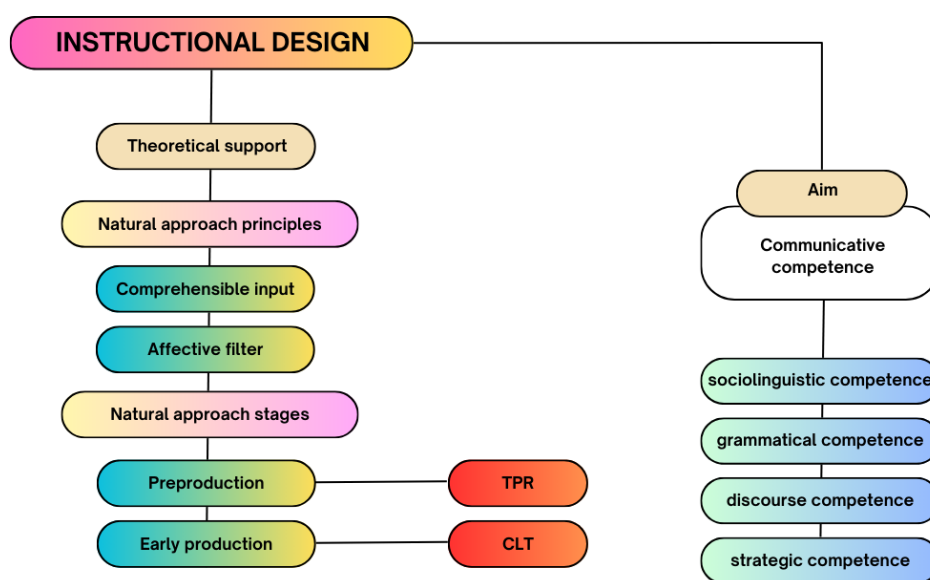 INSTRUCTIONAL DESIGN
Theoretical support
Natural approach principles
Comprehensible input
Affective filter
Natural approach stages
Preproduction
TPR
Early production
CLT
Aim
Communicative
competence
sociolinguistic competence
grammatical competence
discourse competence
strategic competence